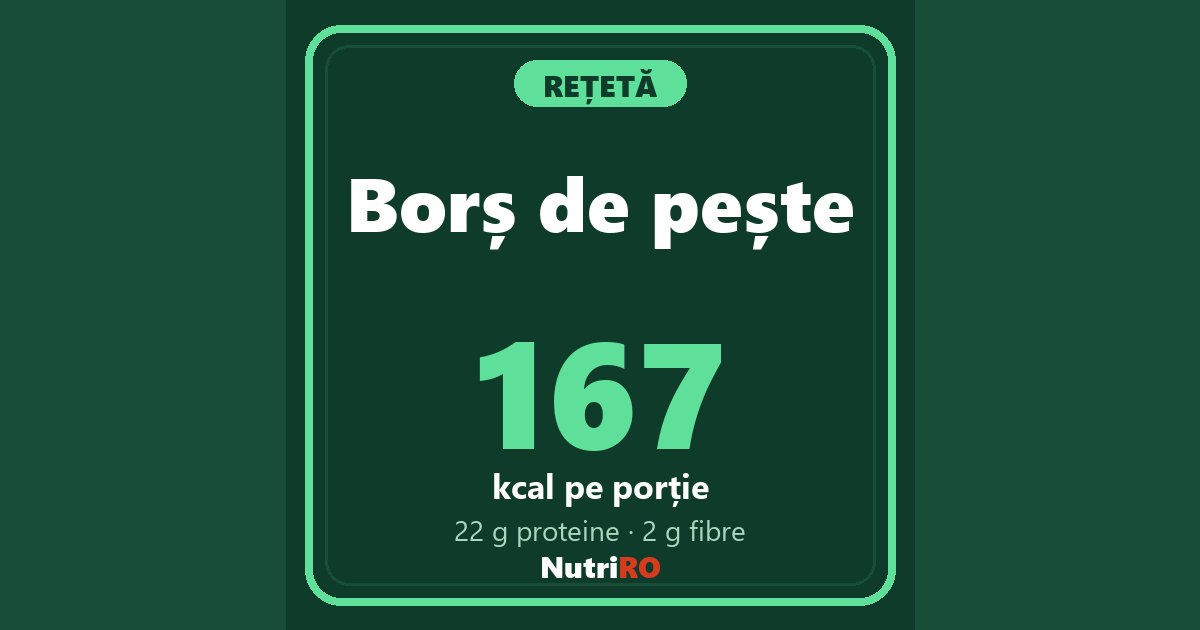 REȚETĂ
Borș de pește
167
kcal pe porție
22 g proteine · 2 g fibre
NutriRO